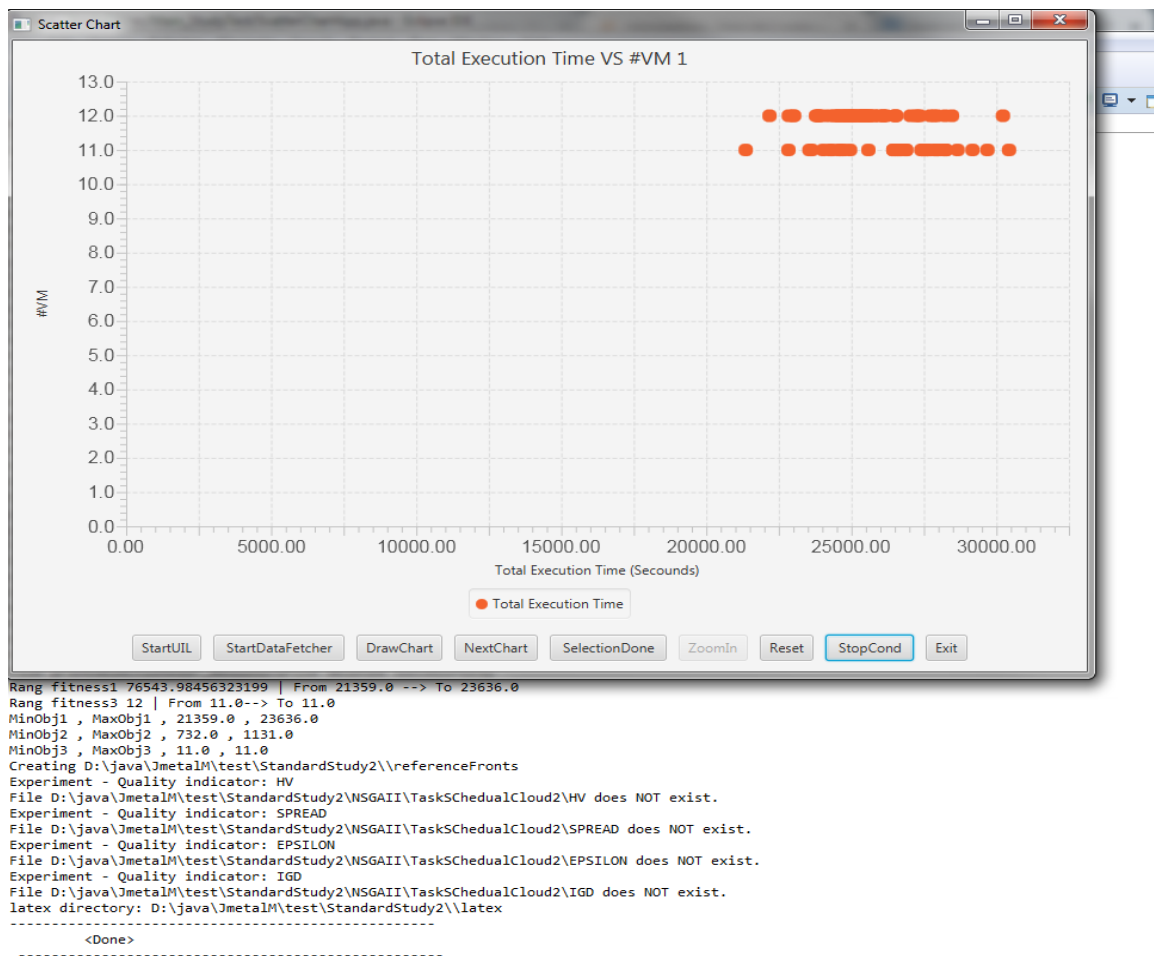 Scatter Chart
Total Execution Time VS #VM 1
13.0
12.0
11.0
10.0
9.0
8.0
7.0
6.0
5.0
4.0
3.0
2.0
1.0
0.0
#VM
0.00 5000.00 10000.00 15000.00 20000.00 25000.00 30000.00
Total Execution Time (Secounds)
Total Execution Time
StartUIL StartDataFetcher DrawChart NextChart SelectionDone ZoomIn Reset StopCond Exit
Rang fitness1 76543.98456323199 | From 21359.0 --> To 23636.0
Rang fitness3 12 | From 11.0--> To 11.0
MinObj1 , MaxObj1 , 21359.0 , 23636.0
MinObj2 , MaxObj2 , 732.0 , 1131.0
MinObj3 , MaxObj3 , 11.0 , 11.0
Creating D:\java\JmetalM\test\StandardStudy2\\referenceFronts
Experiment - Quality indicator: HV
File D:\java\JmetalM\test\StandardStudy2\NSGAII\TaskSChedualCloud2\HV does NOT exist.
Experiment - Quality indicator: SPREAD
File D:\java\JmetalM\test\StandardStudy2\NSGAII\TaskSChedualCloud2\SPREAD does NOT exist.
Experiment - Quality indicator: EPSILON
File D:\java\JmetalM\test\StandardStudy2\NSGAII\TaskSChedualCloud2\EPSILON does NOT exist.
Experiment - Quality indicator: IGD
File D:\java\JmetalM\test\StandardStudy2\NSGAII\TaskSChedualCloud2\IGD does NOT exist.
latex directory: D:\java\JmetalM\test\StandardStudy2\\latex
---------------------------------------------------
<Done>
---------------------------------------------------